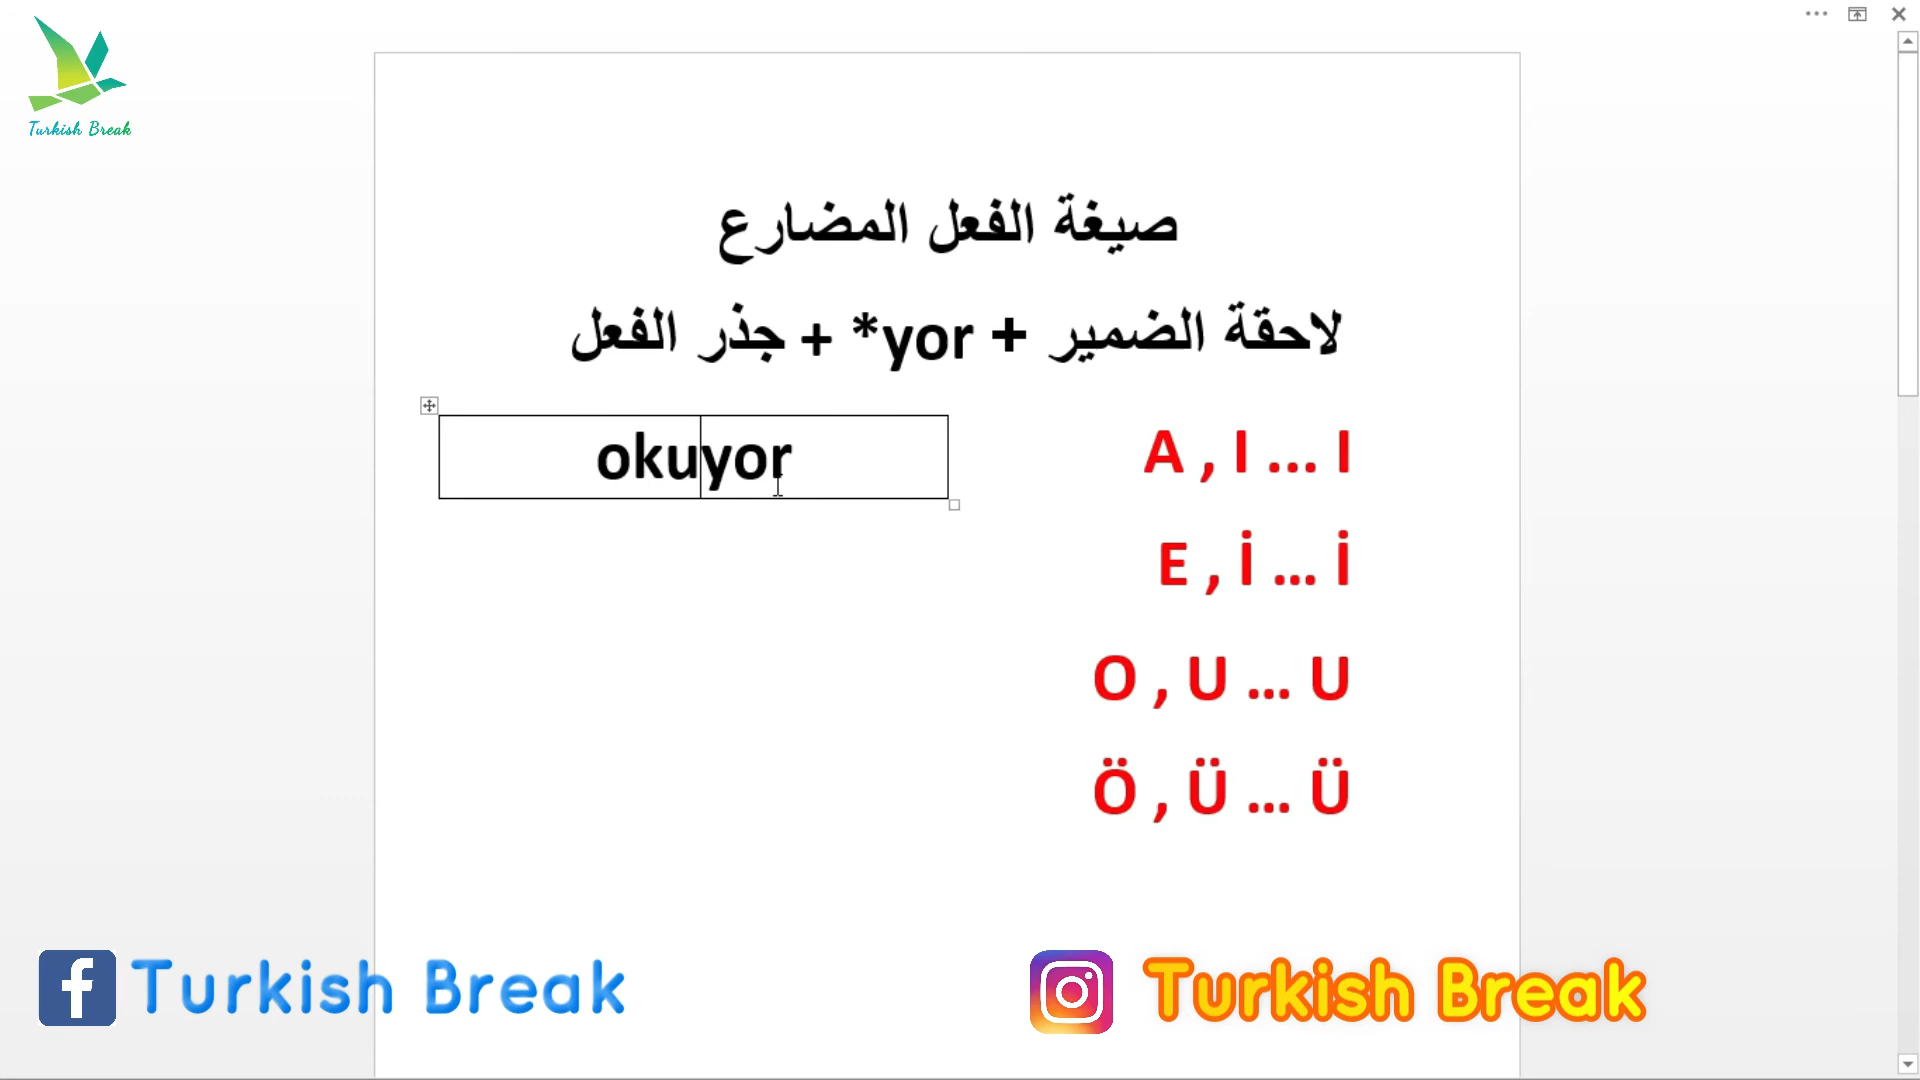 Turkish Break
صيغة الفعل المضارع
جذر الفعل + *yor + لاحقة الضمير
okuyor
A , I ... I
E , İ ... İ
O , U ... U
Ö , Ü ... Ü
Turkish Break
Turkish Break